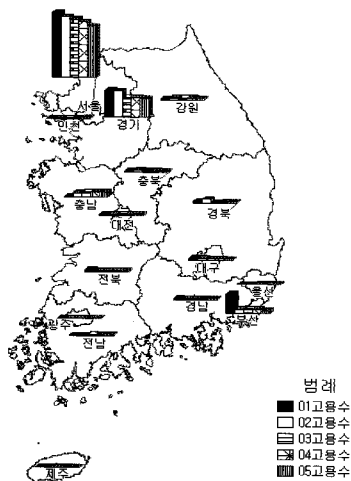 서울
인천
경기
강원
충북
충남
대전
경북
전북
대구
울산
경남
부산
광주
전남
제주
범례
01고용수
02고용수
03고용수
04고용수
05고용수